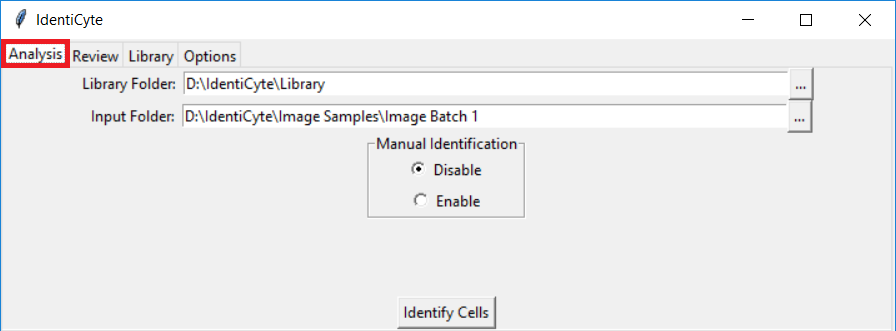 IdentiCyte
Analysis Review Library Options
Library Folder: D:\IdentiCyte\Library ...
Input Folder: D:\IdentiCyte\Image Samples\Image Batch 1 ...
Manual Identification
Disable
Enable
Identify Cells